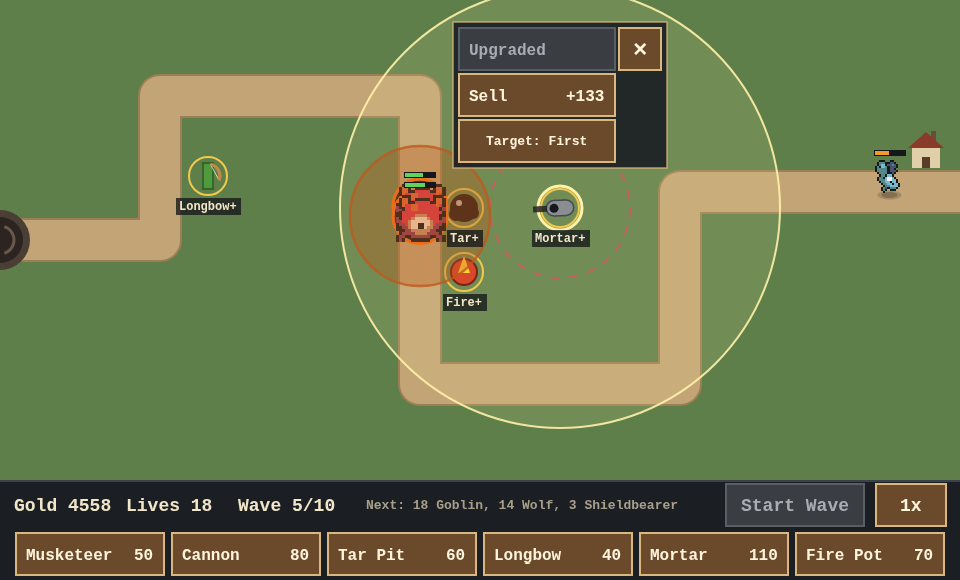 Upgraded ×
Sell +133
Target: First
Longbow+
Tar+
Mortar+
Fire+
Gold 4558 Lives 18 Wave 5/10 Next: 18 Goblin, 14 Wolf, 3 Shieldbearer Start Wave 1x
Musketeer 50 Cannon 80 Tar Pit 60 Longbow 40 Mortar 110 Fire Pot 70